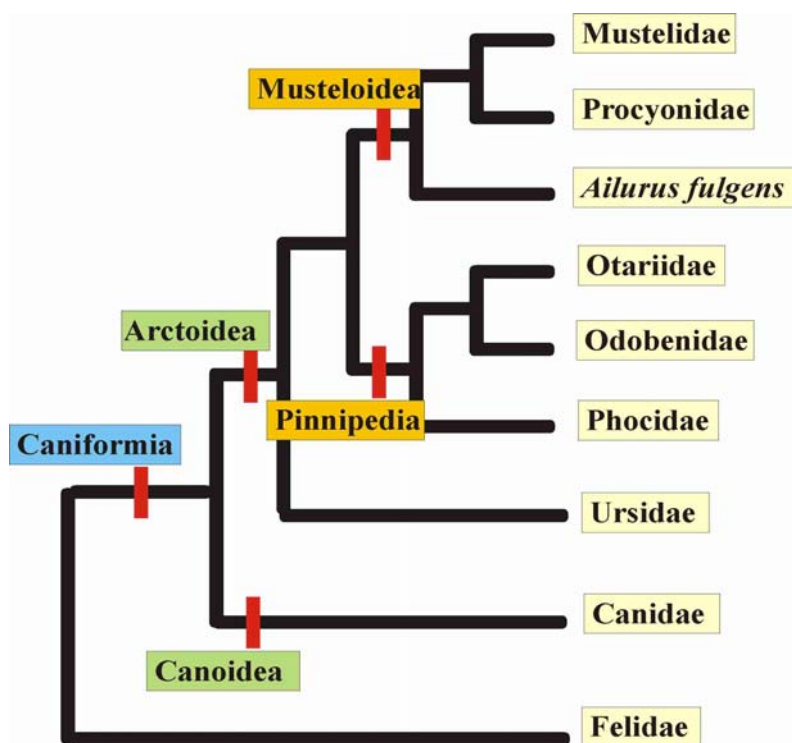 Mustelidae
Musteloidea
Procyonidae
Ailurus fulgens
Otariidae
Arctoidea
Odobenidae
Pinnipedia
Phocidae
Caniformia
Ursidae
Canidae
Canoidea
Felidae